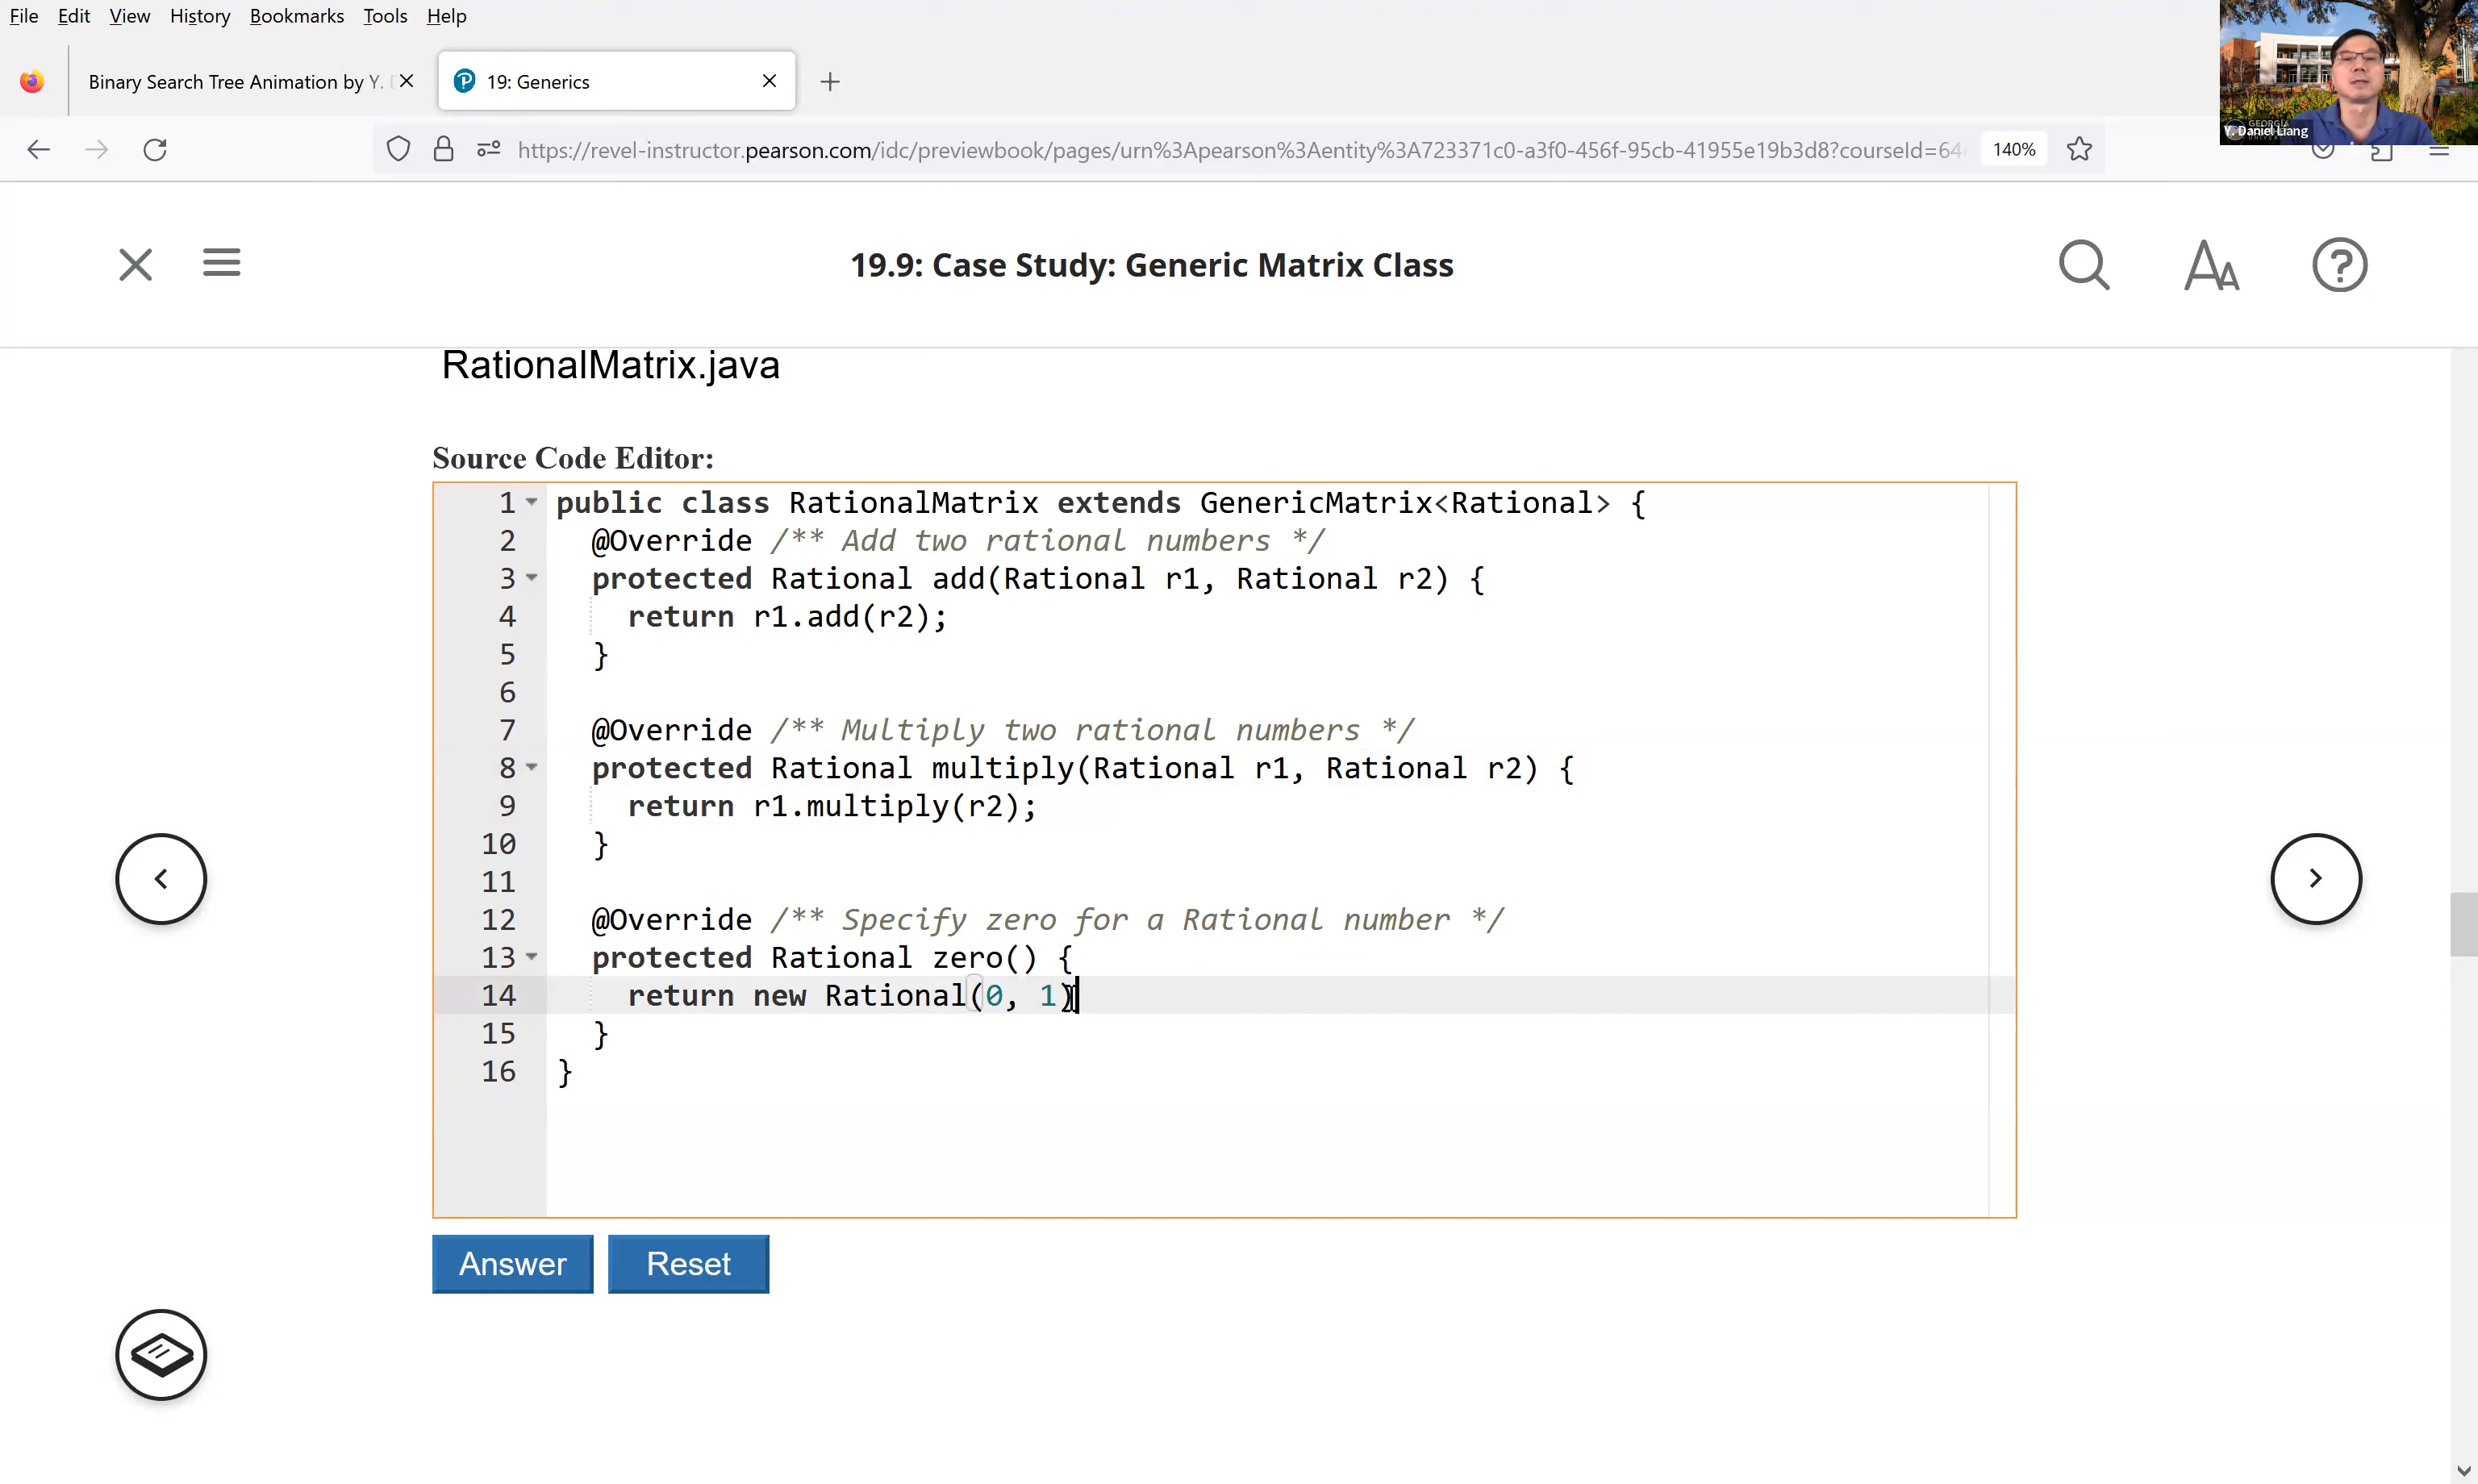 File Edit View History Bookmarks Tools Help
Binary Search Tree Animation by Y.
19: Generics
https://revel-instructor.pearson.com/idc/previewbook/pages/urn%3Apearson%3Aentity%3A723371c0-a3f0-456f-95cb-41955e19b3d8?courseId=64
140%
Y. Daniel Liang
19.9: Case Study: Generic Matrix Class
RationalMatrix.java
Source Code Editor:
1 public class RationalMatrix extends GenericMatrix<Rational> {
2 @Override /** Add two rational numbers */
3 protected Rational add(Rational r1, Rational r2) {
4 return r1.add(r2);
5 }
6
7 @Override /** Multiply two rational numbers */
8 protected Rational multiply(Rational r1, Rational r2) {
9 return r1.multiply(r2);
10 }
11
12 @Override /** Specify zero for a Rational number */
13 protected Rational zero() {
14 return new Rational(0, 1)
15 }
16 }
Answer Reset